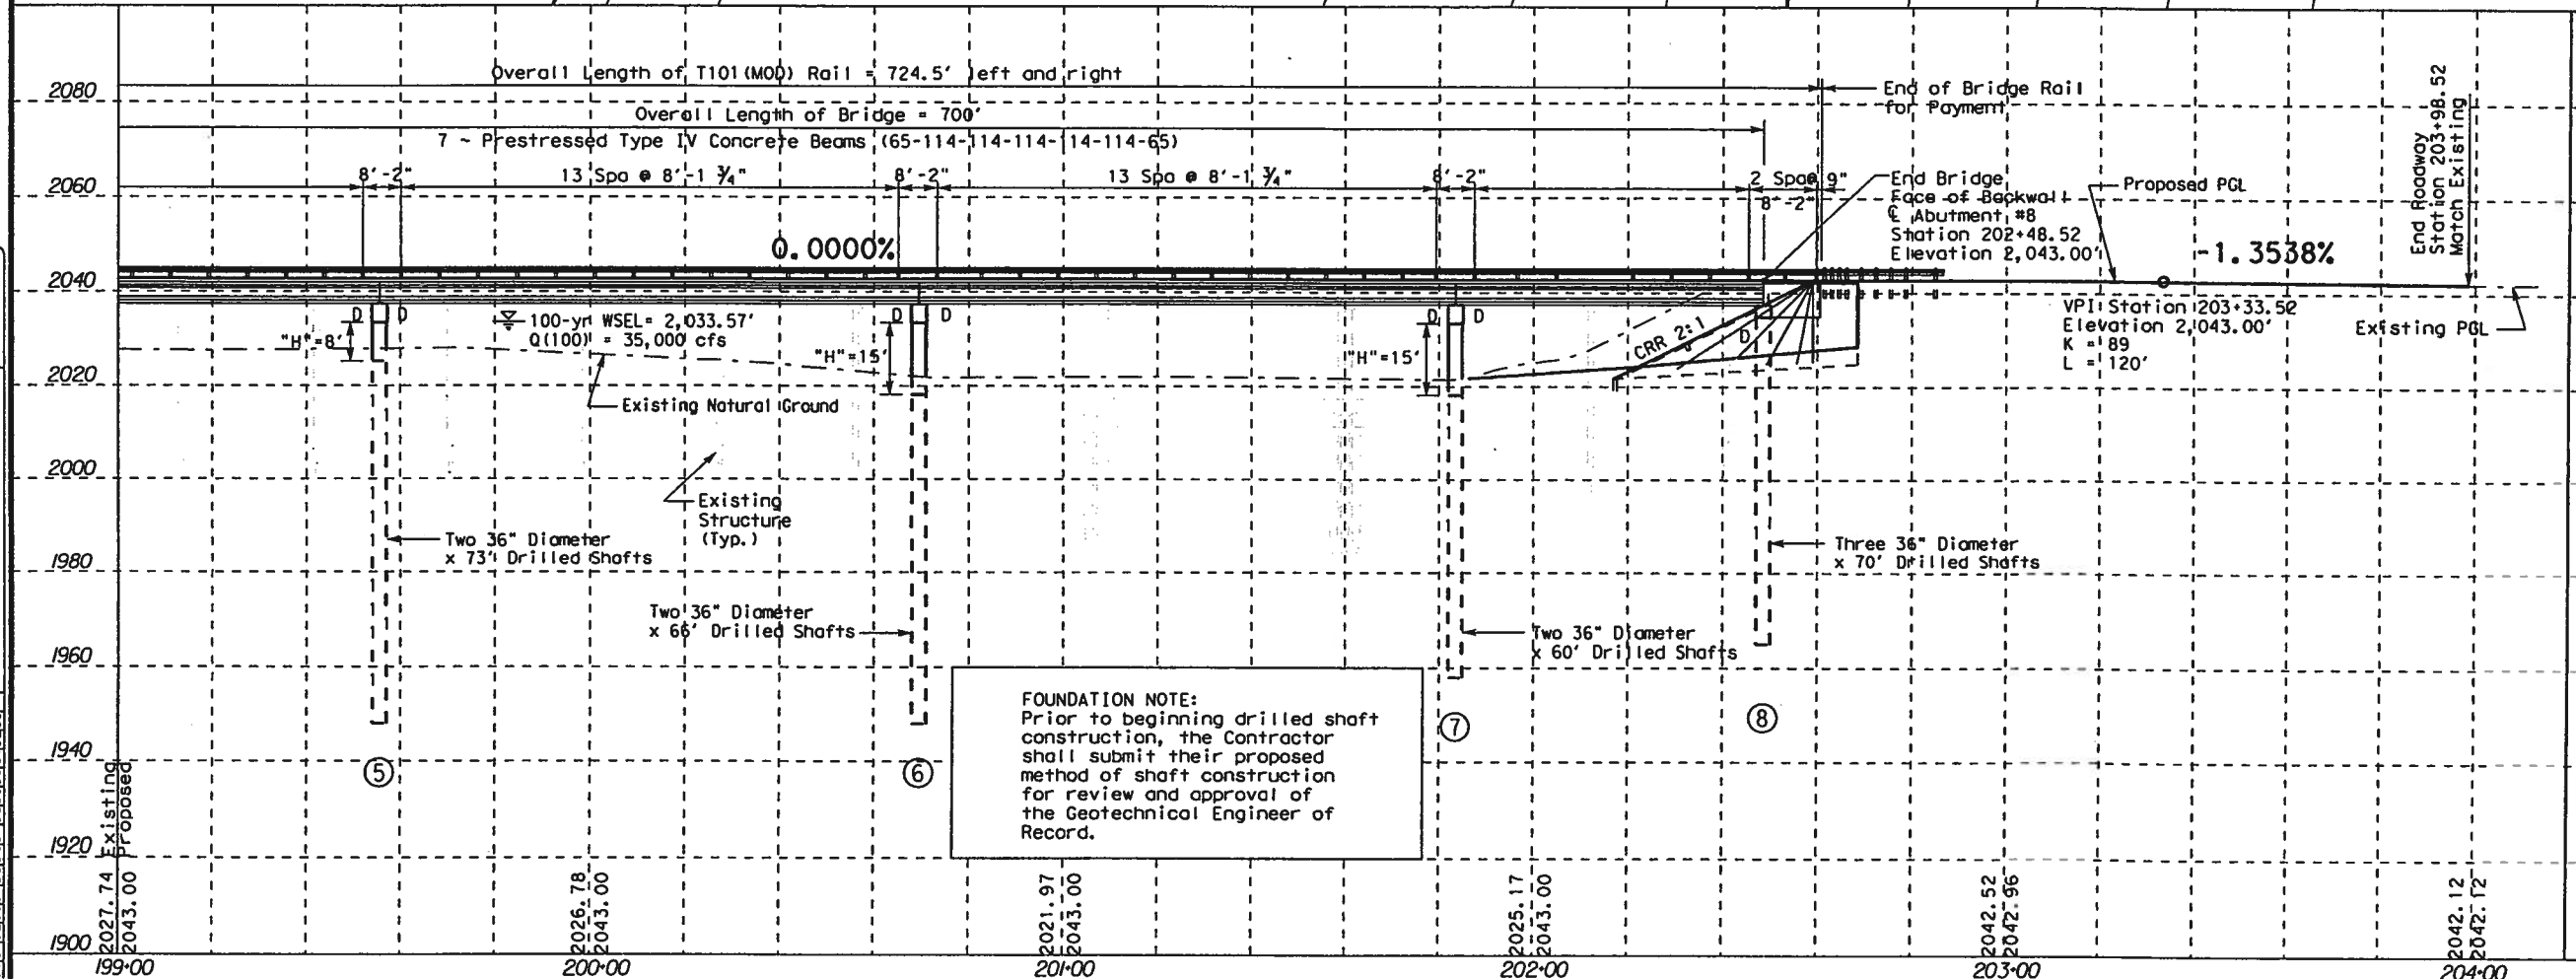 Overall Length of T101(MOD) Rail = 724.5' left and right
End of Bridge Rail
for Payment
Overall Length of Bridge = 700'
7 ~ Prestressed Type IV Concrete Beams (65-114-114-114-114-114-65)
8'-2"
13 Spa @ 8'-1 3/4"
8'-2"
13 Spa @ 8'-1 3/4"
8'-2"
2 Spa@ 9"
8'-2"
End Bridge
Face of Backwall
℄ Abutment #8
Station 202+48.52
Elevation 2,043.00'
Proposed PGL
End Roadway
Station 203+98.52
Match Existing
0.0000%
-1.3538%
VPI Station 203+33.52
Elevation 2,043.00'
K = 89
L = 120'
Existing PGL
D D
100-yr WSEL= 2,033.57'
Q(100) = 35,000 cfs
D D
D D
D
CRR 2:1
"H"=8'
"H"=15'
"H"=15'
Existing Natural Ground
Existing
Structure
(Typ.)
Two 36" Diameter
x 73' Drilled Shafts
Two 36" Diameter
x 66' Drilled Shafts
Two 36" Diameter
x 60' Drilled Shafts
Three 36" Diameter
x 70' Drilled Shafts
5
6
7
8
FOUNDATION NOTE:
Prior to beginning drilled shaft
construction, the Contractor
shall submit their proposed
method of shaft construction
for review and approval of
the Geotechnical Engineer of
Record.
2080
2060
2040
2020
2000
1980
1960
1940
1920
1900
Existing
Proposed
2027.74
2043.00
2026.78
2043.00
2021.97
2043.00
2025.17
2043.00
2042.52
2042.96
2042.12
2042.12
199+00
200+00
201+00
202+00
203+00
204+00